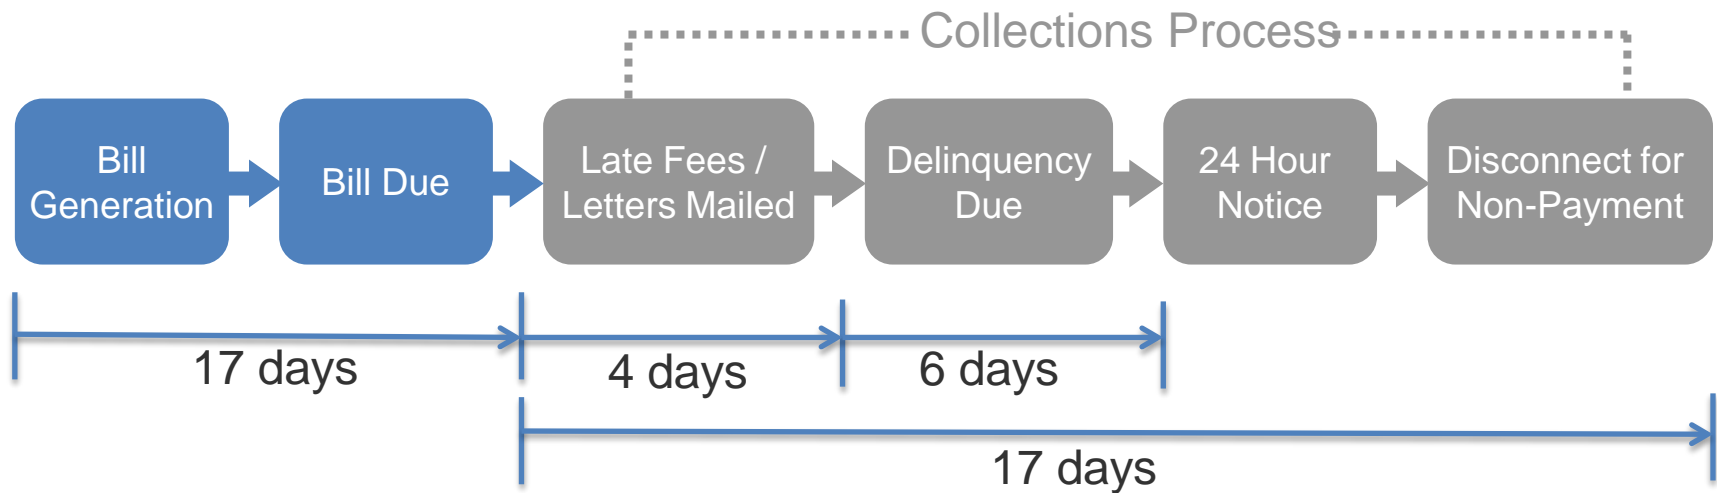 Collections Process
Bill
Generation
Bill Due
Late Fees /
Letters Mailed
Delinquency
Due
24 Hour
Notice
Disconnect for
Non-Payment
17 days
4 days
6 days
17 days